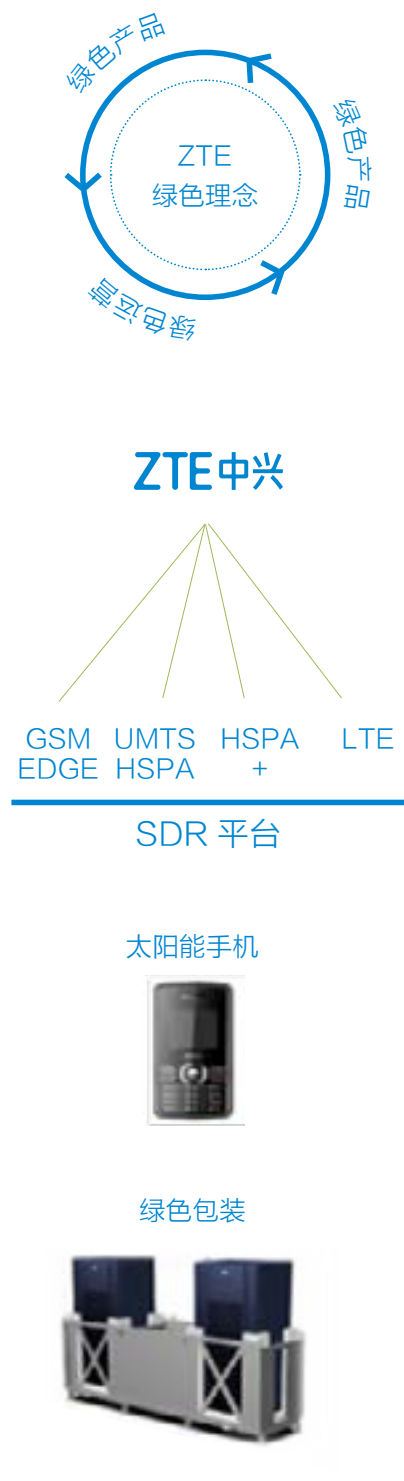 绿色产品
绿色产品
ZTE
绿色理念
绿色运营
ZTE中兴
GSM UMTS HSPA LTE
EDGE HSPA +
SDR 平台
太阳能手机
绿色包装